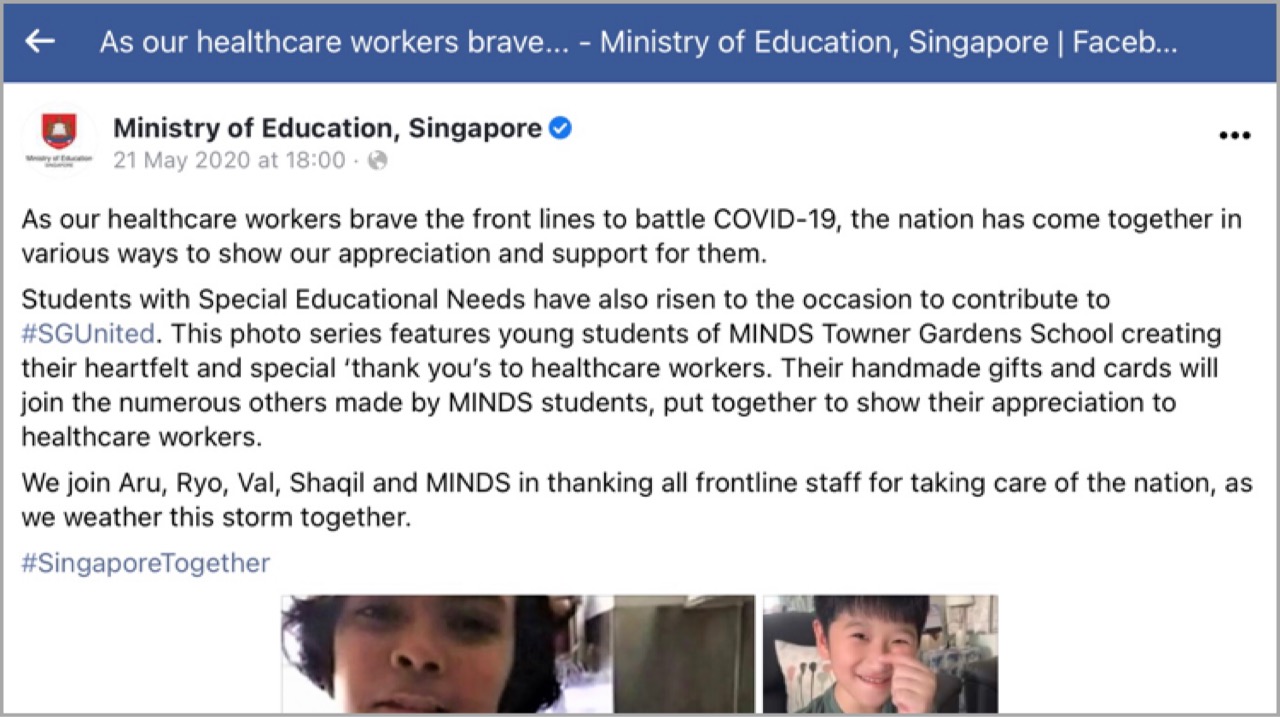 As our healthcare workers brave... - Ministry of Education, Singapore | Faceb...
Ministry of Education, Singapore
Ministry of Education
SINGAPORE
21 May 2020 at 18:00 ·
As our healthcare workers brave the front lines to battle COVID-19, the nation has come together in
various ways to show our appreciation and support for them.
Students with Special Educational Needs have also risen to the occasion to contribute to
#SGUnited. This photo series features young students of MINDS Towner Gardens School creating
their heartfelt and special ‘thank you’s to healthcare workers. Their handmade gifts and cards will
join the numerous others made by MINDS students, put together to show their appreciation to
healthcare workers.
We join Aru, Ryo, Val, Shaqil and MINDS in thanking all frontline staff for taking care of the nation, as
we weather this storm together.
#SingaporeTogether